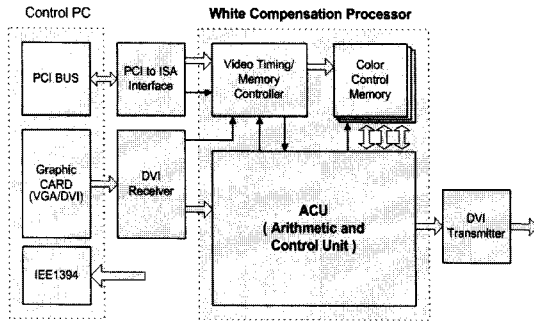 Control PC
White Compensation Processor
PCI BUS
PCI to ISA
Interface
Video Timing/
Memory
Controller
Color
Control
Memory
Graphic
CARD
(VGA/DVI)
DVI
Receiver
ACU
( Arithmetic and
Control Unit )
DVI
Transmitter
IEE1394